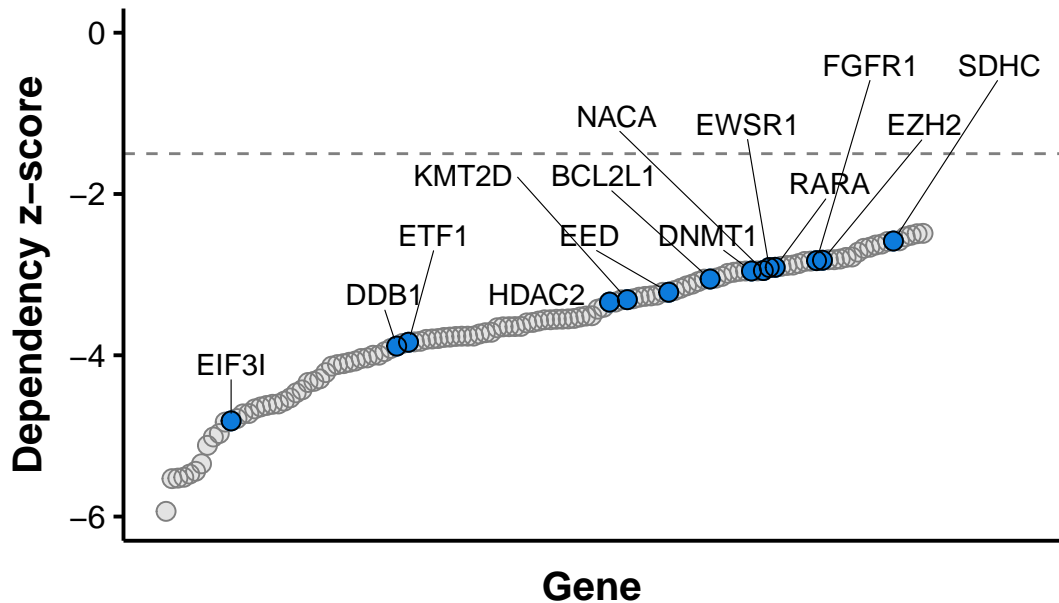 0
FGFR1
SDHC
NACA
EWSR1
EZH2
KMT2D
BCL2L1
RARA
−2
ETF1
EED
DNMT1
DDB1
HDAC2
−4
EIF3I
−6
Dependency z−score
Gene